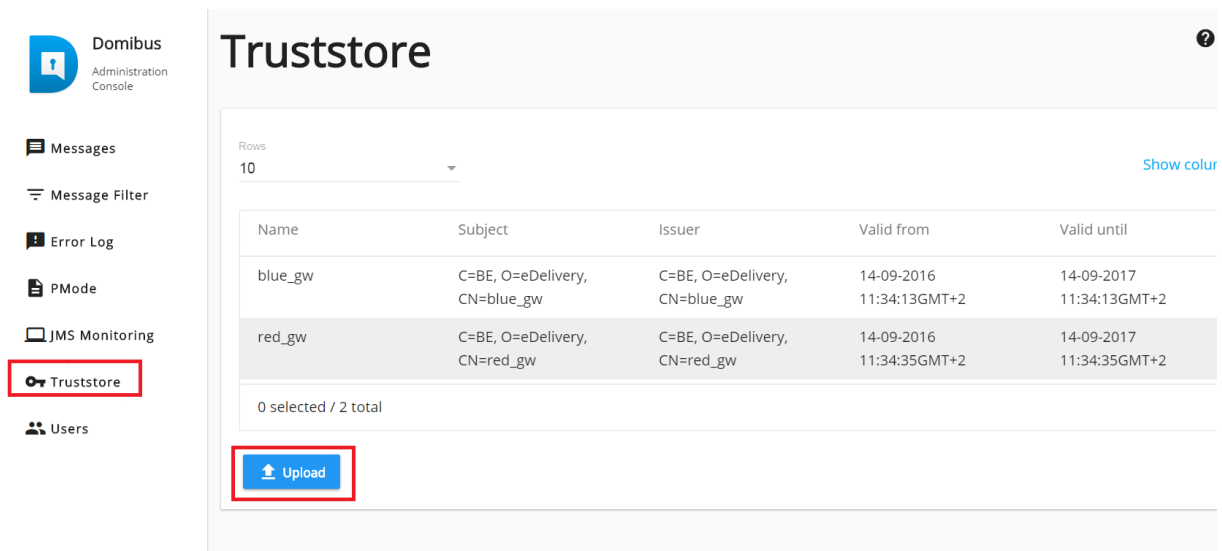 Domibus
Administration
Console
Messages
Message Filter
Error Log
PMode
JMS Monitoring
Truststore
Users
Truststore
Rows
10
Show colur
Name Subject Issuer Valid from Valid until
blue_gw C=BE, O=eDelivery, C=BE, O=eDelivery, 14-09-2016 14-09-2017
CN=blue_gw CN=blue_gw 11:34:13GMT+2 11:34:13GMT+2
red_gw C=BE, O=eDelivery, C=BE, O=eDelivery, 14-09-2016 14-09-2017
CN=red_gw CN=red_gw 11:34:35GMT+2 11:34:35GMT+2
0 selected / 2 total
Upload